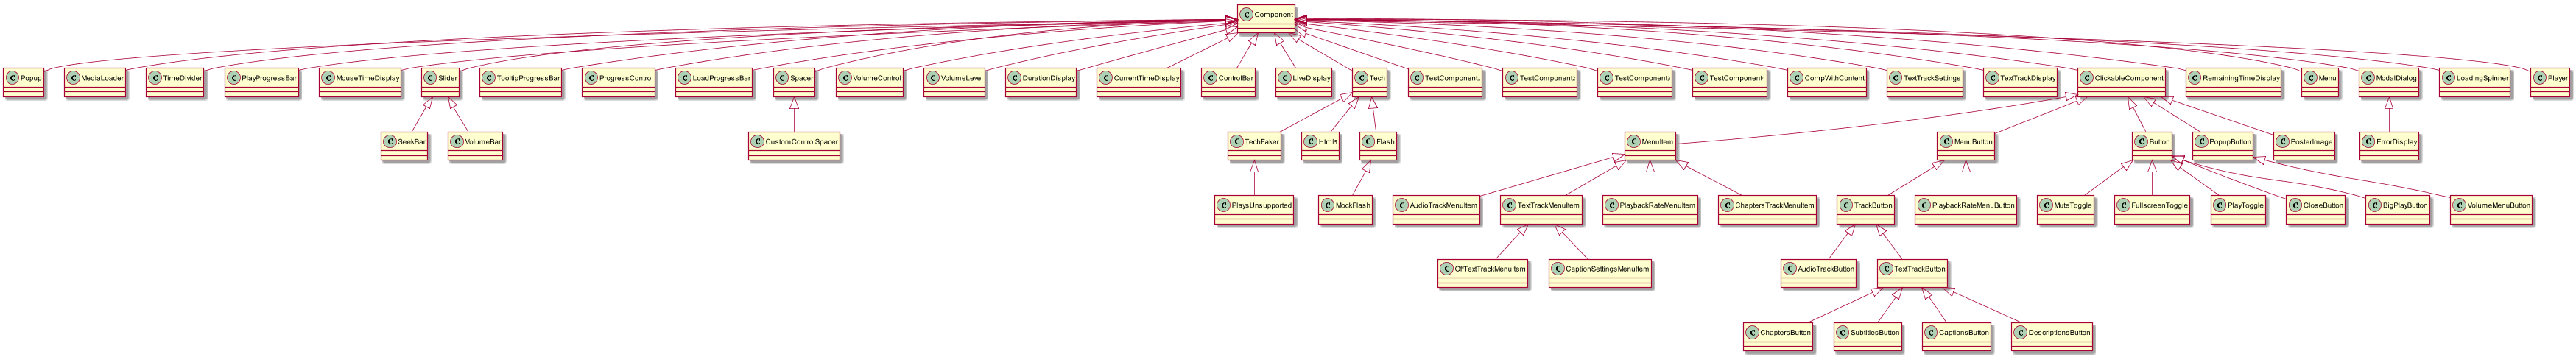 C Component
C Popup
C MediaLoader
C TimeDivider
C PlayProgressBar
C MouseTimeDisplay
C Slider
C TooltipProgressBar
C ProgressControl
C LoadProgressBar
C Spacer
C VolumeControl
C VolumeLevel
C DurationDisplay
C CurrentTimeDisplay
C ControlBar
C LiveDisplay
C Tech
C TestComponent2
C TestComponent3
C TestComponent4
C CompWithContent
C TextTrackSettings
C TextTrackDisplay
C ClickableComponent
C RemainingTimeDisplay
C Menu
C ModalDialog
C LoadingSpinner
C Player
C SeekBar
C VolumeBar
C CustomControlSpacer
C TechFaker
C Html5
C Flash
C MenuItem
C MenuButton
C Button
C PopupButton
C PosterImage
C ErrorDisplay
C PlaysUnsupported
C MockFlash
C AudioTrackMenuItem
C TextTrackMenuItem
C PlaybackRateMenuItem
C ChaptersTrackMenuItem
C TrackButton
C PlaybackRateMenuButton
C MuteToggle
C FullscreenToggle
C PlayToggle
C CloseButton
C BigPlayButton
C VolumeMenuButton
C OffTextTrackMenuItem
C CaptionSettingsMenuItem
C AudioTrackButton
C TextTrackButton
C ChaptersButton
C SubtitlesButton
C CaptionsButton
C DescriptionsButton